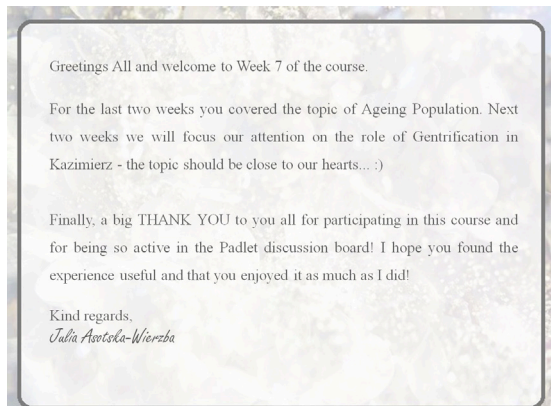 Greetings All and welcome to Week 7 of the course.
For the last two weeks you covered the topic of Ageing Population. Next
two weeks we will focus our attention on the role of Gentrification in
Kazimierz - the topic should be close to our hearts... :)
Finally, a big THANK YOU to you all for participating in this course and
for being so active in the Padlet discussion board! I hope you found the
experience useful and that you enjoyed it as much as I did!
Kind regards,
Julia Asotska-Wierzba